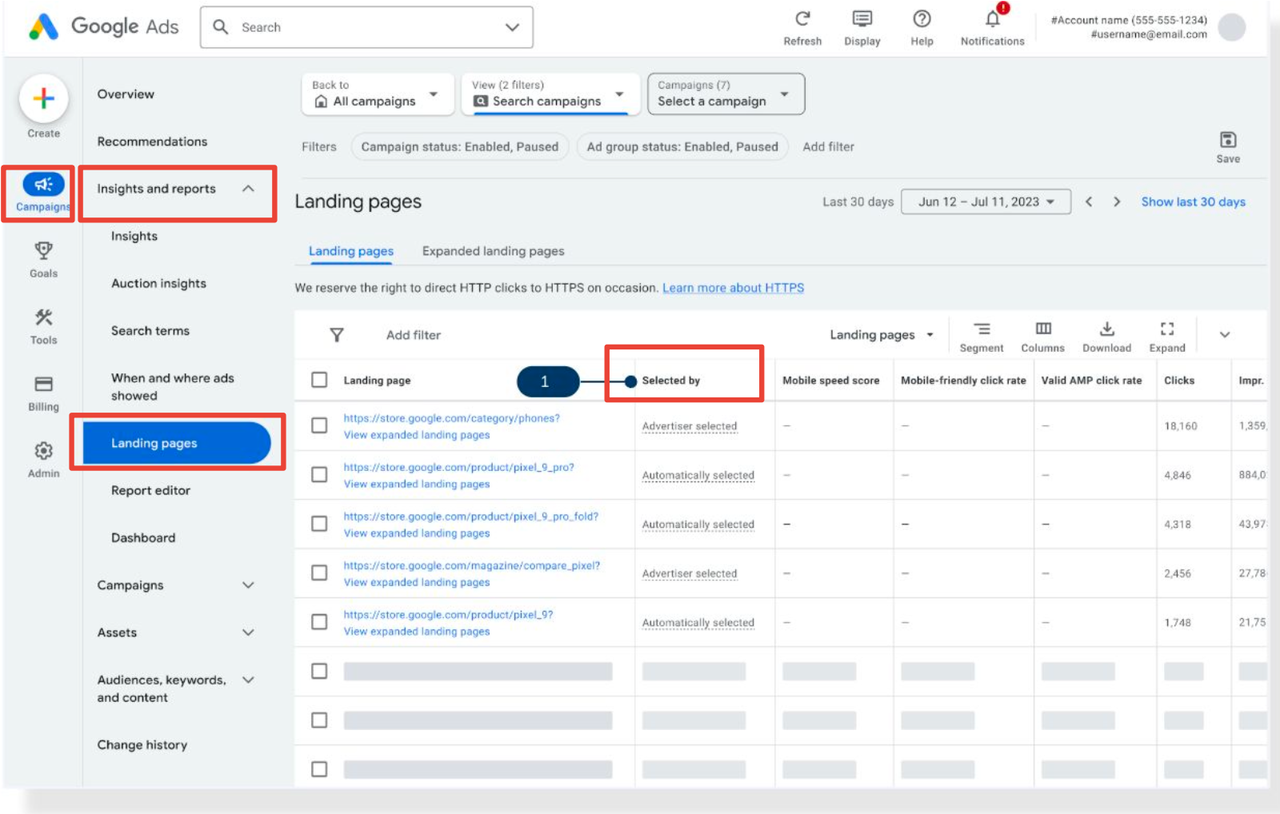 Google Ads
Search
Refresh
Display
Help
Notifications
#Account name (555-555-1234)
#username@email.com
Create
Campaigns
Goals
Tools
Billing
Admin
Overview
Recommendations
Insights and reports
Insights
Auction insights
Search terms
When and where ads
showed
Landing pages
Report editor
Dashboard
Campaigns
Assets
Audiences, keywords,
and content
Change history
Back to
All campaigns
View (2 filters)
Search campaigns
Campaigns (7)
Select a campaign
Filters
Campaign status: Enabled, Paused
Ad group status: Enabled, Paused
Add filter
Save
Landing pages
Last 30 days
Jun 12 – Jul 11, 2023
Show last 30 days
Landing pages
Expanded landing pages
We reserve the right to direct HTTP clicks to HTTPS on occasion. Learn more about HTTPS
Add filter
Landing pages
Segment
Columns
Download
Expand
Landing page
1
Selected by
Mobile speed score
Mobile-friendly click rate
Valid AMP click rate
Clicks
Impr.
https://store.google.com/category/phones?
View expanded landing pages
Advertiser selected
–
–
–
18,160
1,359,
https://store.google.com/product/pixel_9_pro?
View expanded landing pages
Automatically selected
–
–
–
4,846
884,0
https://store.google.com/product/pixel_9_pro_fold?
View expanded landing pages
Automatically selected
–
–
–
4,318
43,97
https://store.google.com/magazine/compare_pixel?
View expanded landing pages
Advertiser selected
–
–
–
2,456
27,78
https://store.google.com/product/pixel_9?
View expanded landing pages
Automatically selected
–
–
–
1,748
21,75